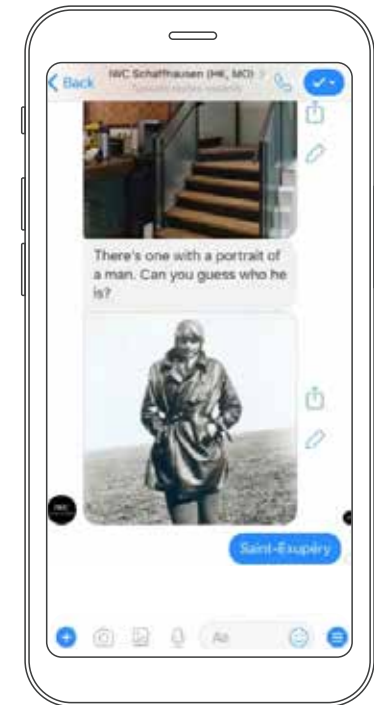 Back
IWC Schaffhausen (HK, MO)
There's one with a portrait of
a man. Can you guess who he
is?
IWC
Saint-Exupéry
Aa